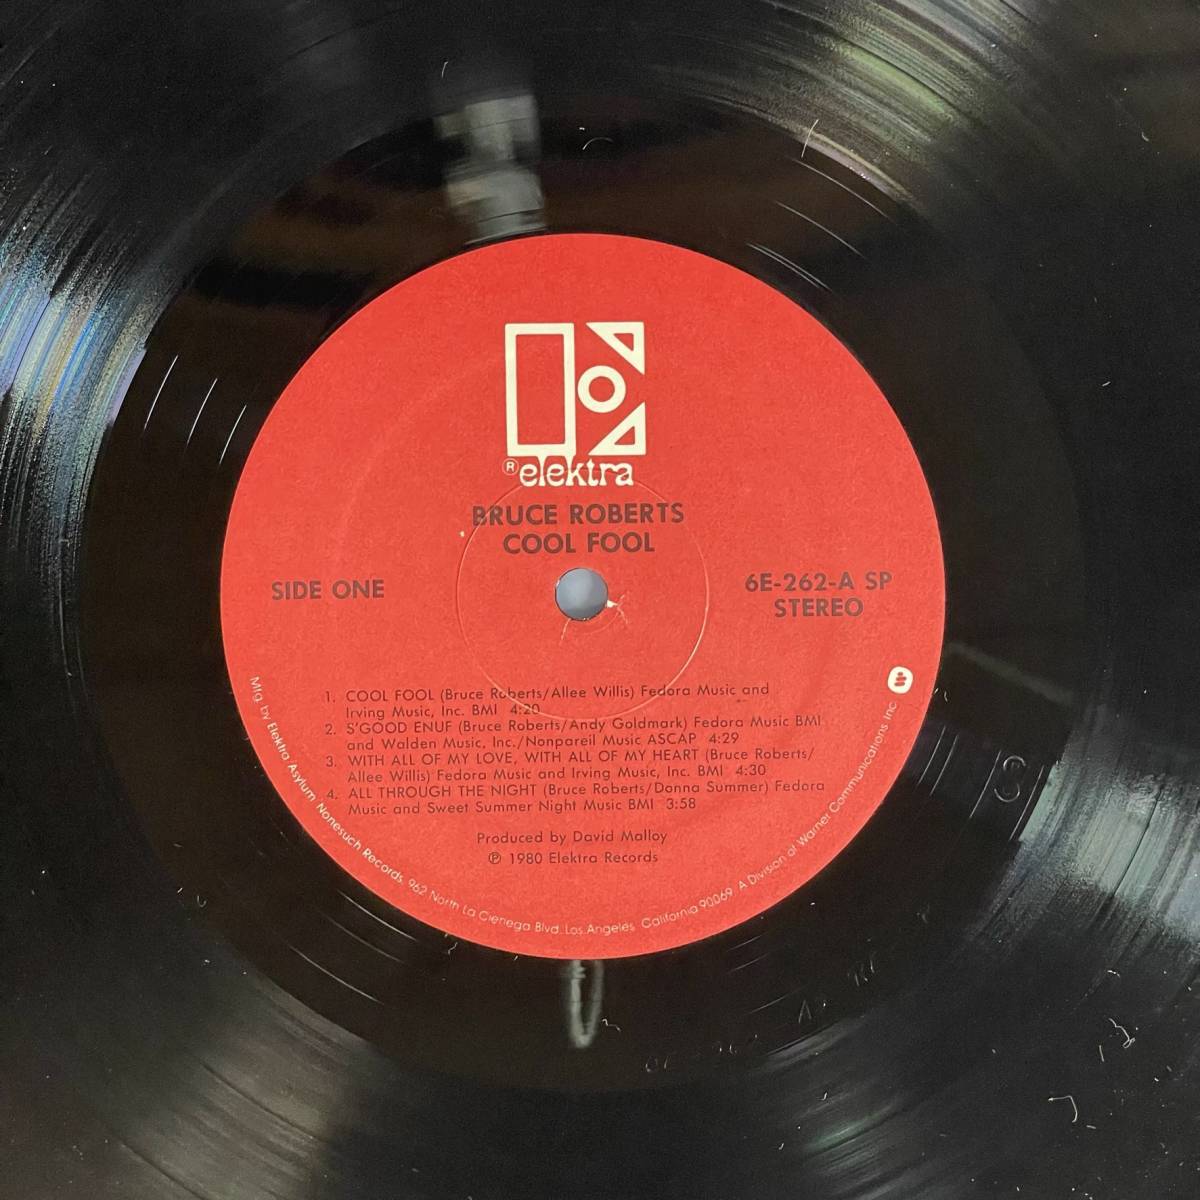 ® elektra
BRUCE ROBERTS
COOL FOOL
SIDE ONE
6E-262-A SP
STEREO
1. COOL FOOL (Bruce Roberts/Allee Willis) Fedora Music and
Irving Music, Inc. BMI 4:20
2. S'GOOD ENUF (Bruce Roberts/Andy Goldmark) Fedora Music BMI
and Walden Music, Inc./Nonpareil Music ASCAP 4:29
3. WITH ALL OF MY LOVE, WITH ALL OF MY HEART (Bruce Roberts/
Allee Willis) Fedora Music and Irving Music, Inc. BMI 4:30
4. ALL THROUGH THE NIGHT (Bruce Roberts/Donna Summer) Fedora
Music and Sweet Summer Night Music BMI 3:58
Produced by David Malloy
℗ 1980 Elektra Records
Mfg. by Elektra Asylum Nonesuch Records, 962 North La Cienega Blvd. Los Angeles, California 90069. A Division of Warner Communications Inc